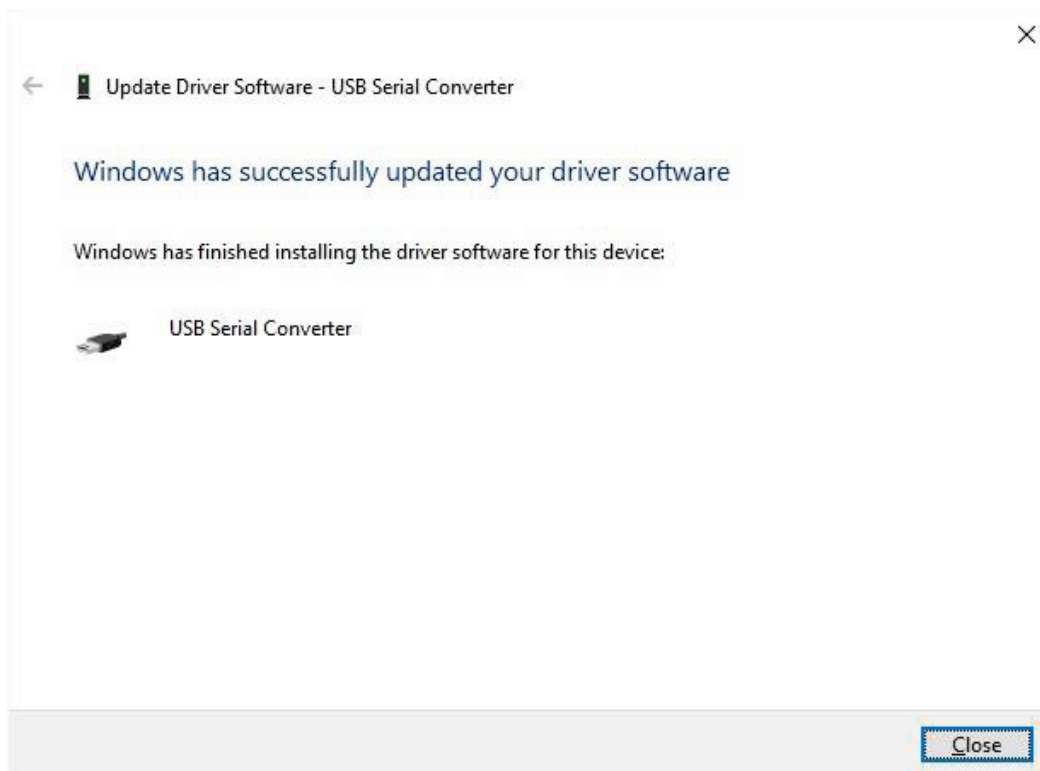 Update Driver Software - USB Serial Converter
Windows has successfully updated your driver software
Windows has finished installing the driver software for this device:
USB Serial Converter
Close